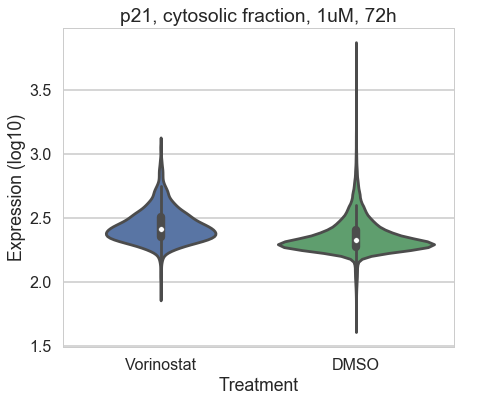 p21, cytosolic fraction, 1uM, 72h
Expression (log10)
3.5
3.0
2.5
2.0
1.5
Vorinostat DMSO
Treatment